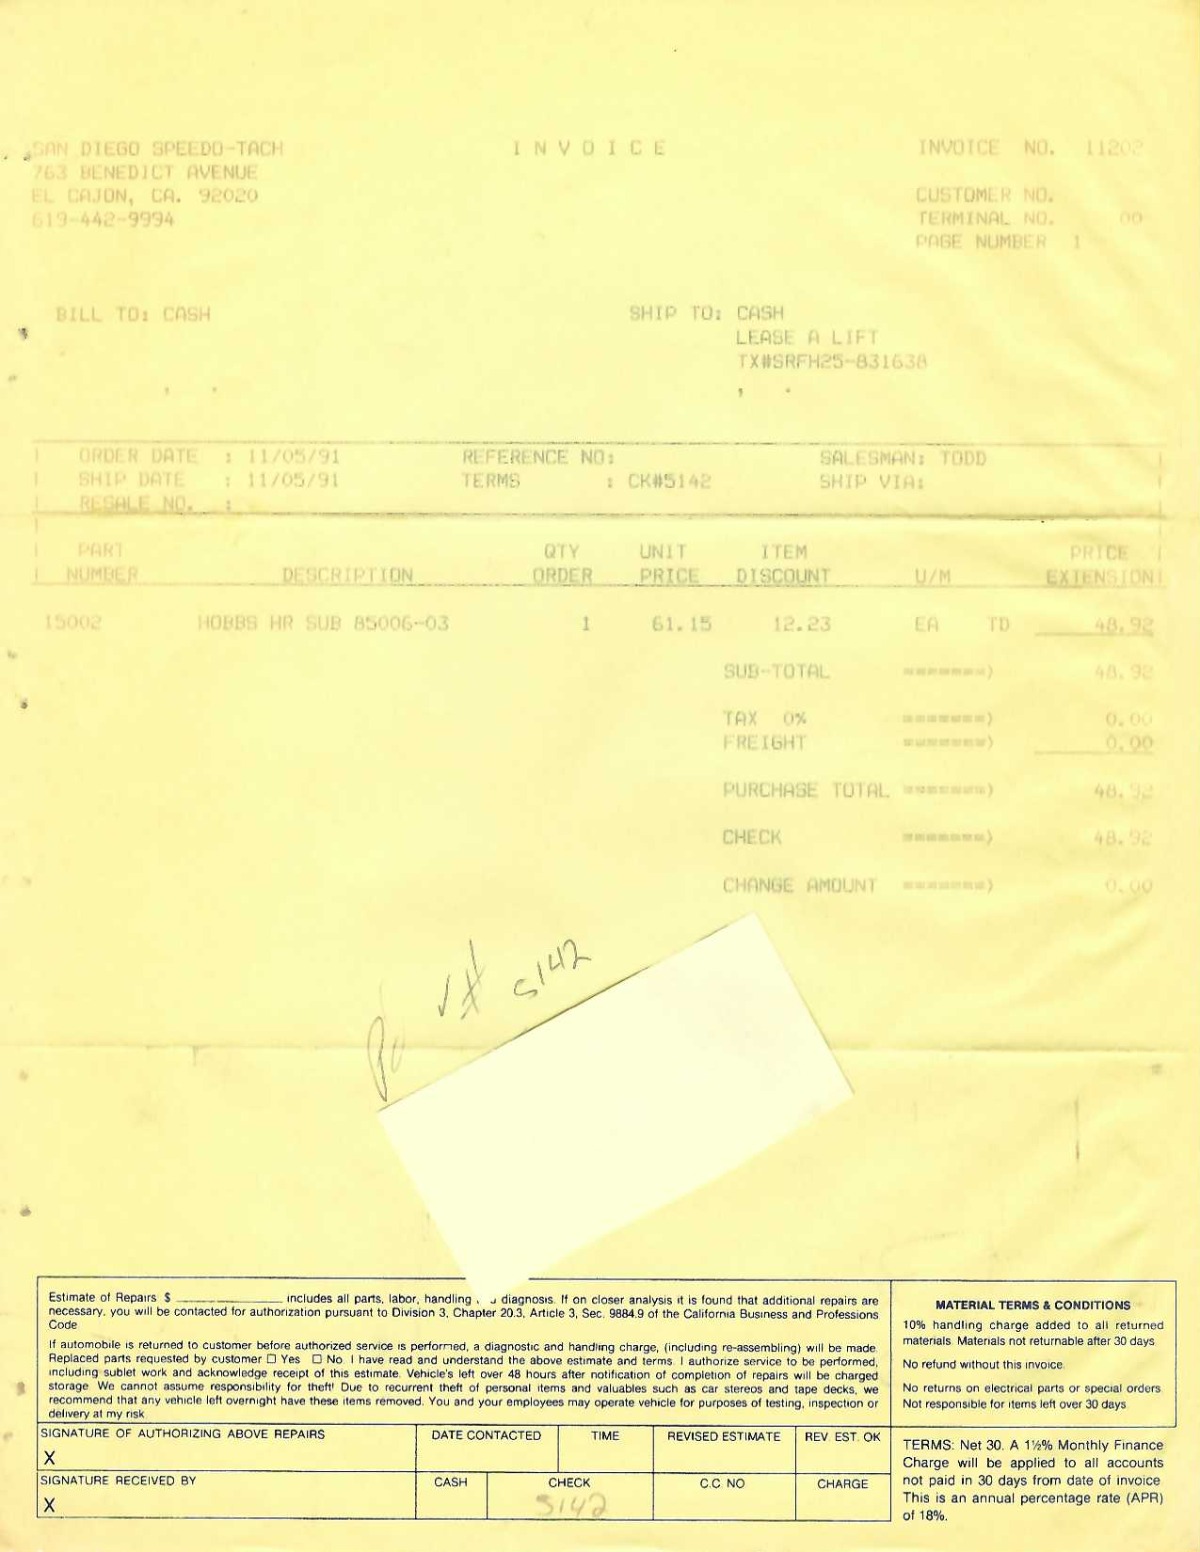 SAN DIEGO SPEEDO-TACH
763 BENEDICT AVENUE
EL CAJON, CA. 92020
619-442-9994
INVOICE
INVOICE NO. 11202
CUSTOMER NO.
TERMINAL NO. 00
PAGE NUMBER 1
BILL TO: CASH
SHIP TO: CASH
LEASE A LIFT
TX#SRFH25-831638
ORDER DATE : 11/05/91 REFERENCE NO: SALESMAN: TODD
SHIP DATE : 11/05/91 TERMS : CK#5142 SHIP VIA:
RESALE NO. :
PART QTY UNIT ITEM PRICE
NUMBER DESCRIPTION ORDER PRICE DISCOUNT U/M EXTENSION
15002 HOBBS HR SUB 85006-03 1 61.15 12.23 EA TD 48.92
SUB-TOTAL =======) 48.92
TAX 0% =======) 0.00
FREIGHT =======) 0.00
PURCHASE TOTAL =======) 48.92
CHECK =======) 48.92
CHANGE AMOUNT =======) 0.00
Pd √# 5142
Estimate of Repairs $ ______________ includes all parts, labor, handling diagnosis. If on closer analysis it is found that additional repairs are
necessary, you will be contacted for authorization pursuant to Division 3, Chapter 20.3, Article 3, Sec. 9884.9 of the California Business and Professions
Code
If automobile is returned to customer before authorized service is performed, a diagnostic and handling charge, (including re-assembling) will be made.
Replaced parts requested by customer ☐ Yes ☐ No. I have read and understand the above estimate and terms. I authorize service to be performed,
including sublet work and acknowledge receipt of this estimate. Vehicle's left over 48 hours after notification of completion of repairs will be charged
storage. We cannot assume responsibility for theft! Due to recurrent theft of personal items and valuables such as car stereos and tape decks, we
recommend that any vehicle left overnight have these items removed. You and your employees may operate vehicle for purposes of testing, inspection or
delivery at my risk.
MATERIAL TERMS & CONDITIONS
10% handling charge added to all returned
materials. Materials not returnable after 30 days.
No refund without this invoice.
No returns on electrical parts or special orders.
Not responsible for items left over 30 days.
SIGNATURE OF AUTHORIZING ABOVE REPAIRS DATE CONTACTED TIME REVISED ESTIMATE REV. EST. OK
X
SIGNATURE RECEIVED BY CASH CHECK C.C. NO CHARGE
X 5142
TERMS: Net 30. A 1½% Monthly Finance
Charge will be applied to all accounts
not paid in 30 days from date of invoice.
This is an annual percentage rate (APR)
of 18%.